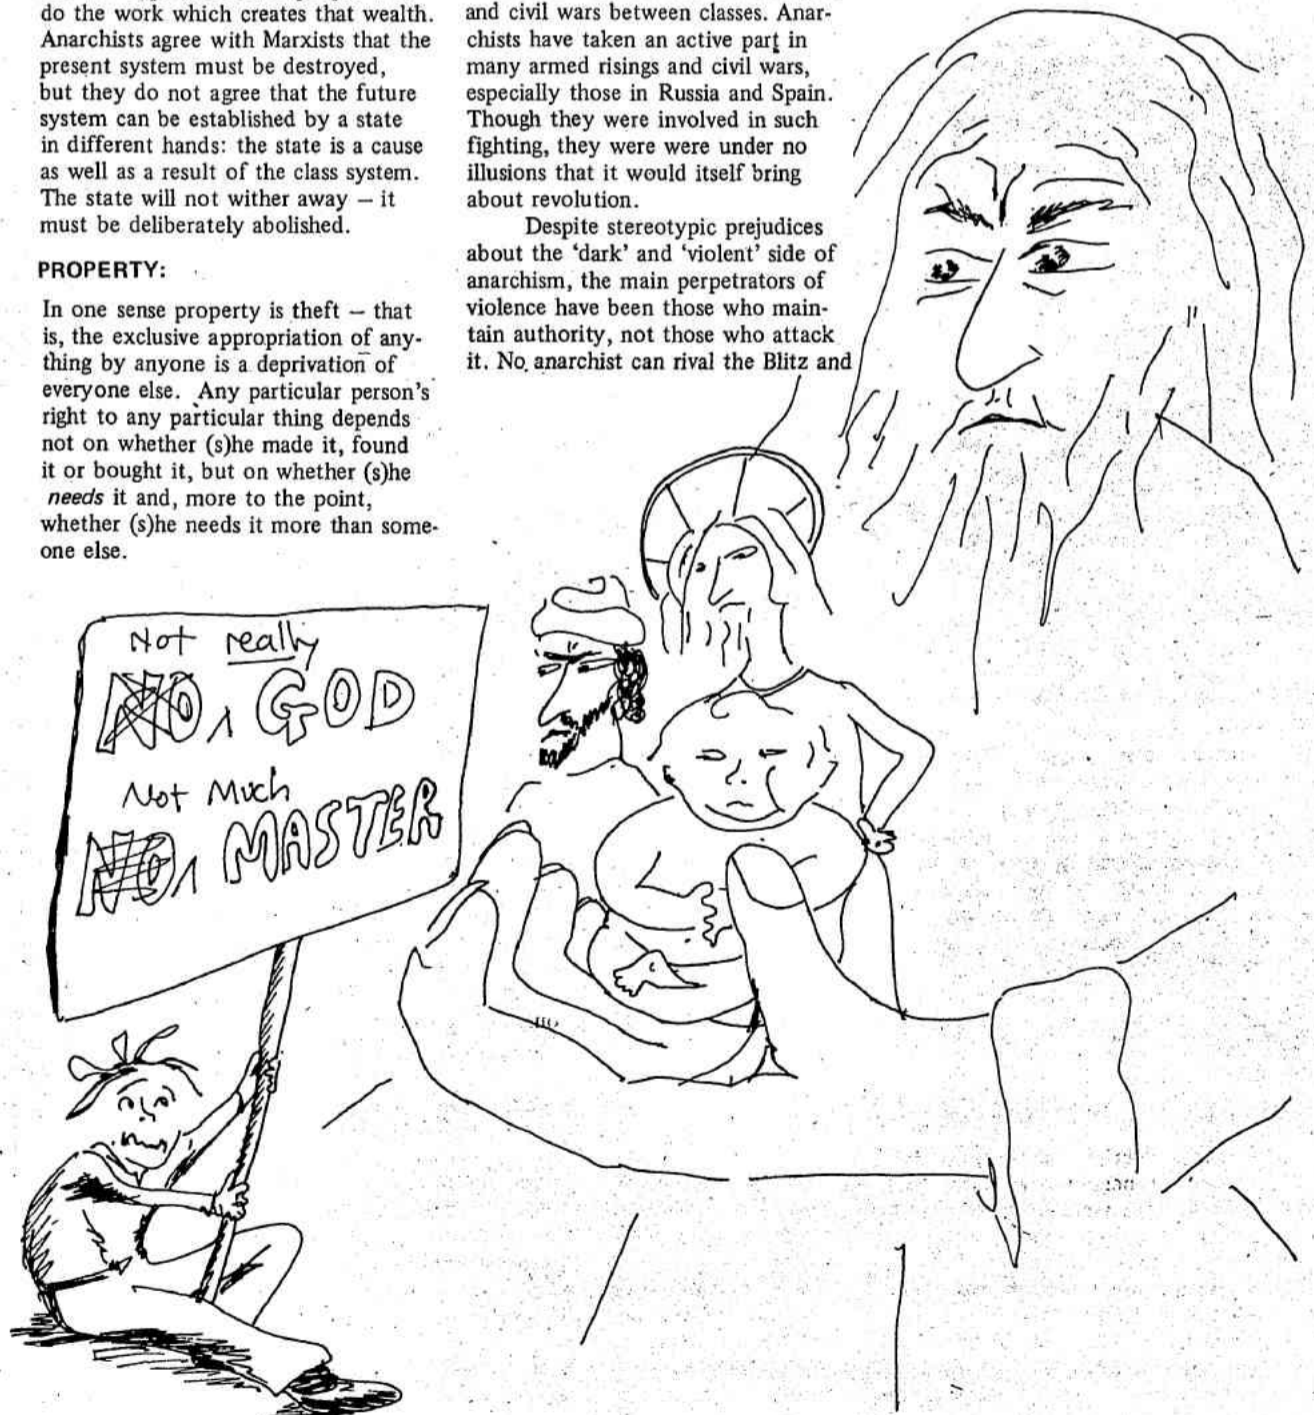 do the work which creates that wealth.
Anarchists agree with Marxists that the
present system must be destroyed,
but they do not agree that the future
system can be established by a state
in different hands: the state is a cause
as well as a result of the class system.
The state will not wither away — it
must be deliberately abolished.
PROPERTY:
In one sense property is theft — that
is, the exclusive appropriation of any-
thing by anyone is a deprivation of
everyone else. Any particular person's
right to any particular thing depends
not on whether (s)he made it, found
it or bought it, but on whether (s)he
needs it and, more to the point,
whether (s)he needs it more than some-
one else.
and civil wars between classes. Anar-
chists have taken an active part in
many armed risings and civil wars,
especially those in Russia and Spain.
Though they were involved in such
fighting, they were were under no
illusions that it would itself bring
about revolution.
Despite stereotypic prejudices
about the ‘dark’ and ‘violent’ side of
anarchism, the main perpetrators of
violence have been those who main-
tain authority, not those who attack
it. No anarchist can rival the Blitz and
Not really
NO GOD
Not Much
NO MASTER